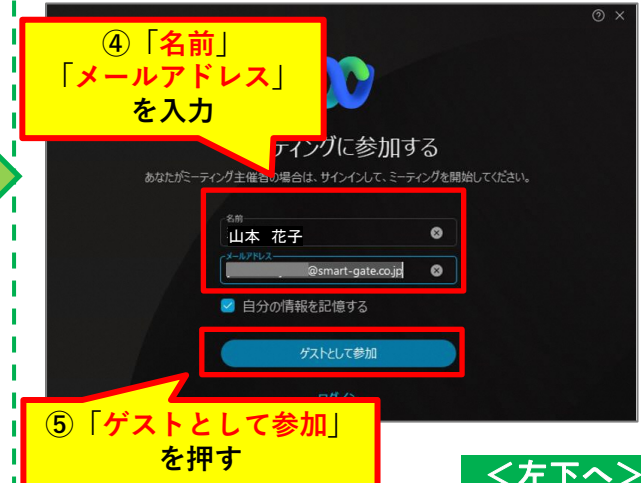 ④「名前」
「メールアドレス」
を入力
ティングに参加する
あなたがミーティング主催者の場合は、サインインして、ミーティングを開始してください。
名前
山本 花子
メールアドレス
@smart-gate.co.jp
自分の情報を記憶する
ゲストとして参加
⑤「ゲストとして参加」
を押す
＜左下へ＞